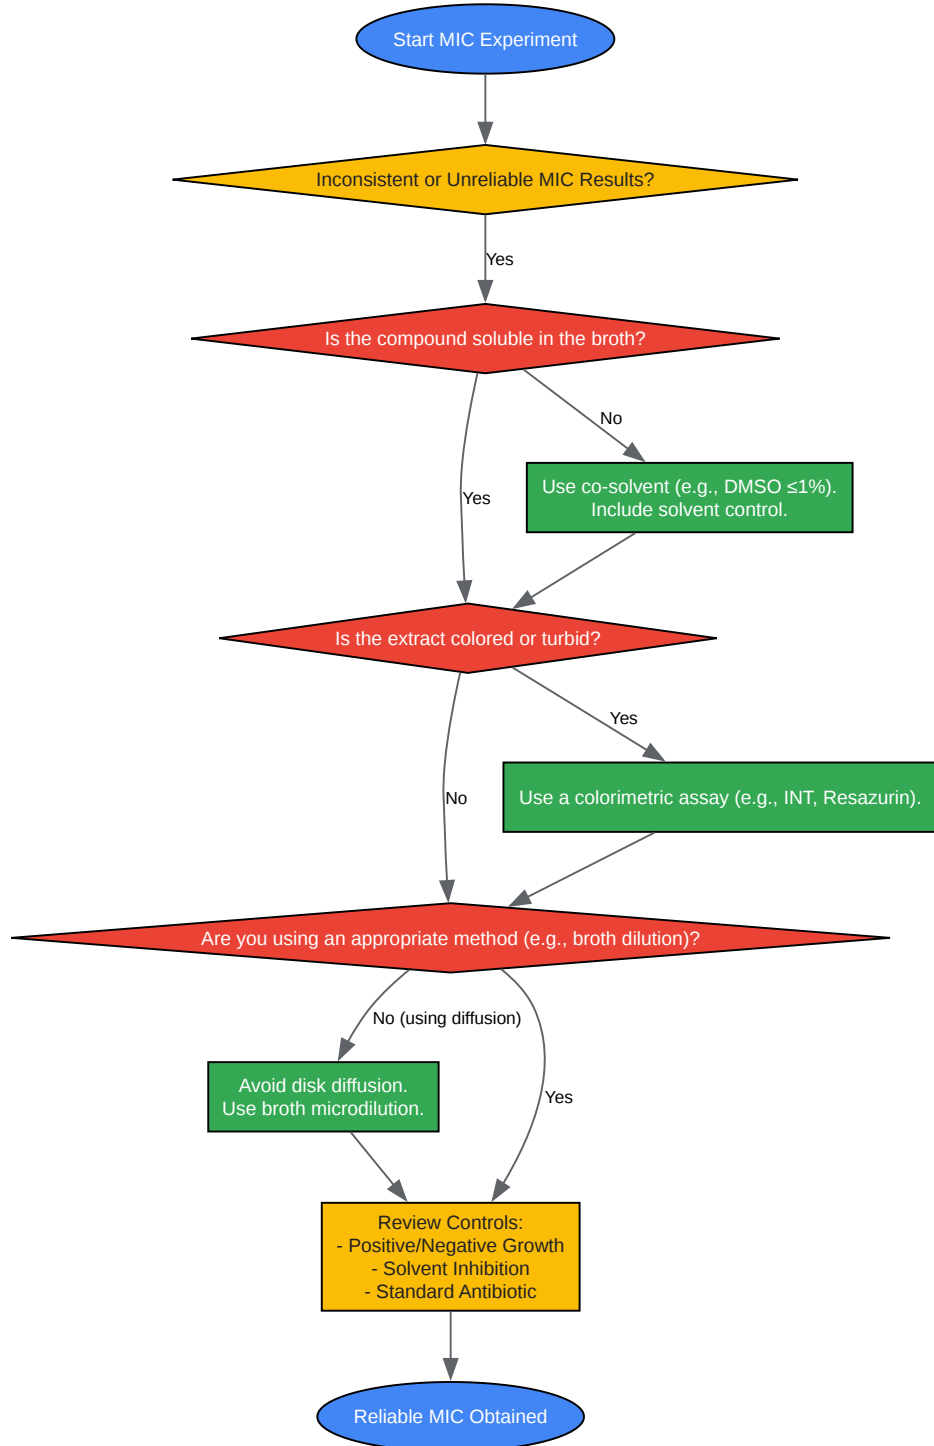 Start MIC Experiment
Inconsistent or Unreliable MIC Results?
Yes
Is the compound soluble in the broth?
No
Use co-solvent (e.g., DMSO ≤1%).
Include solvent control.
Yes
Is the extract colored or turbid?
Yes
Use a colorimetric assay (e.g., INT, Resazurin).
No
Are you using an appropriate method (e.g., broth dilution)?
No (using diffusion)
Avoid disk diffusion.
Use broth microdilution.
Yes
Review Controls:
- Positive/Negative Growth
- Solvent Inhibition
- Standard Antibiotic
Reliable MIC Obtained